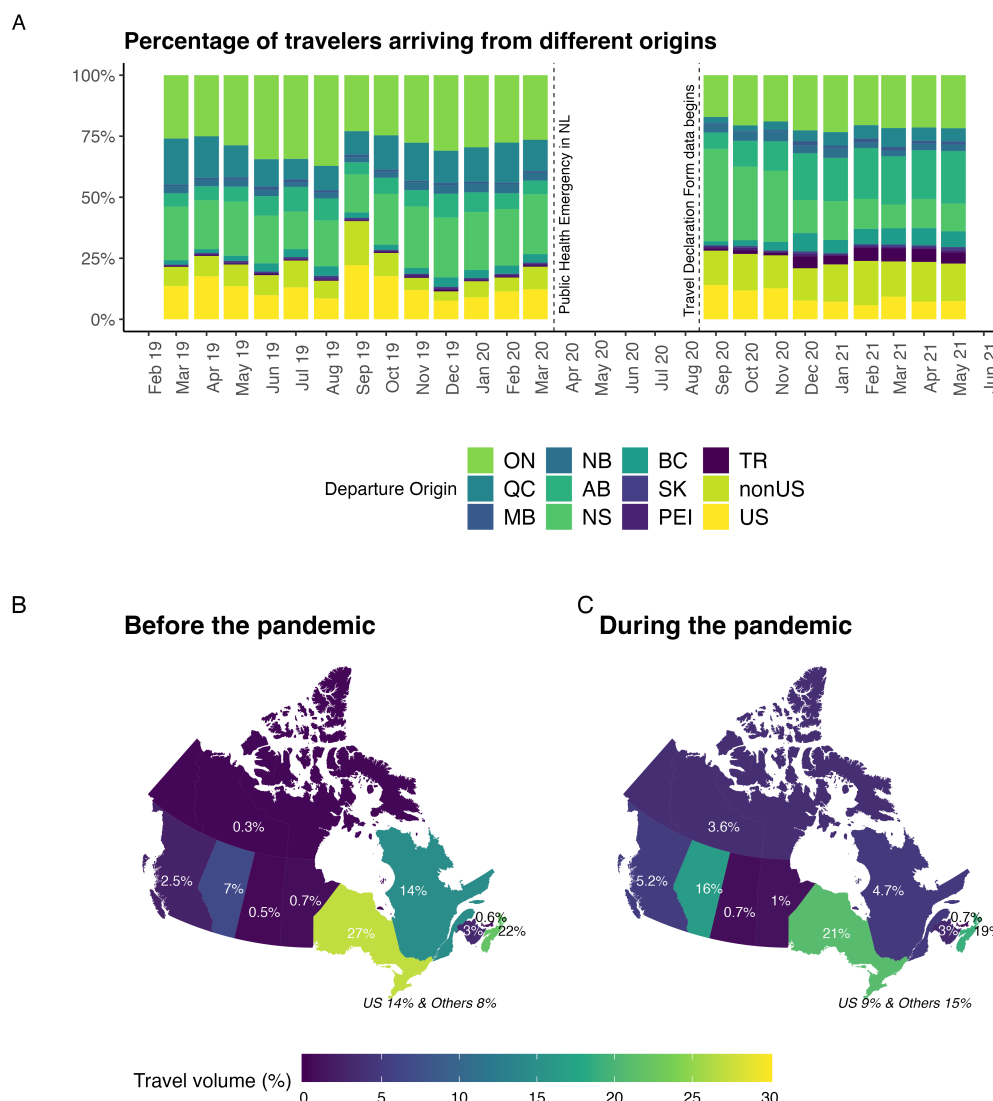 A
Percentage of travelers arriving from different origins
100%
75%
50%
25%
0%
Public Health Emergency in NL
Travel Declaration Form data begins
Feb 19
Mar 19
Apr 19
May 19
Jun 19
Jul 19
Aug 19
Sep 19
Oct 19
Nov 19
Dec 19
Jan 20
Feb 20
Mar 20
Apr 20
May 20
Jun 20
Jul 20
Aug 20
Sep 20
Oct 20
Nov 20
Dec 20
Jan 21
Feb 21
Mar 21
Apr 21
May 21
Jun 21
Departure Origin
ON NB BC TR
QC AB SK nonUS
MB NS PEI US
B
Before the pandemic
0.3%
2.5%
7%
0.5%
0.7%
27%
14%
0.6%
3%
22%
US 14% & Others 8%
C
During the pandemic
3.6%
5.2%
16%
0.7%
1%
21%
4.7%
0.7%
3%
19%
US 9% & Others 15%
Travel volume (%)
0 5 10 15 20 25 30